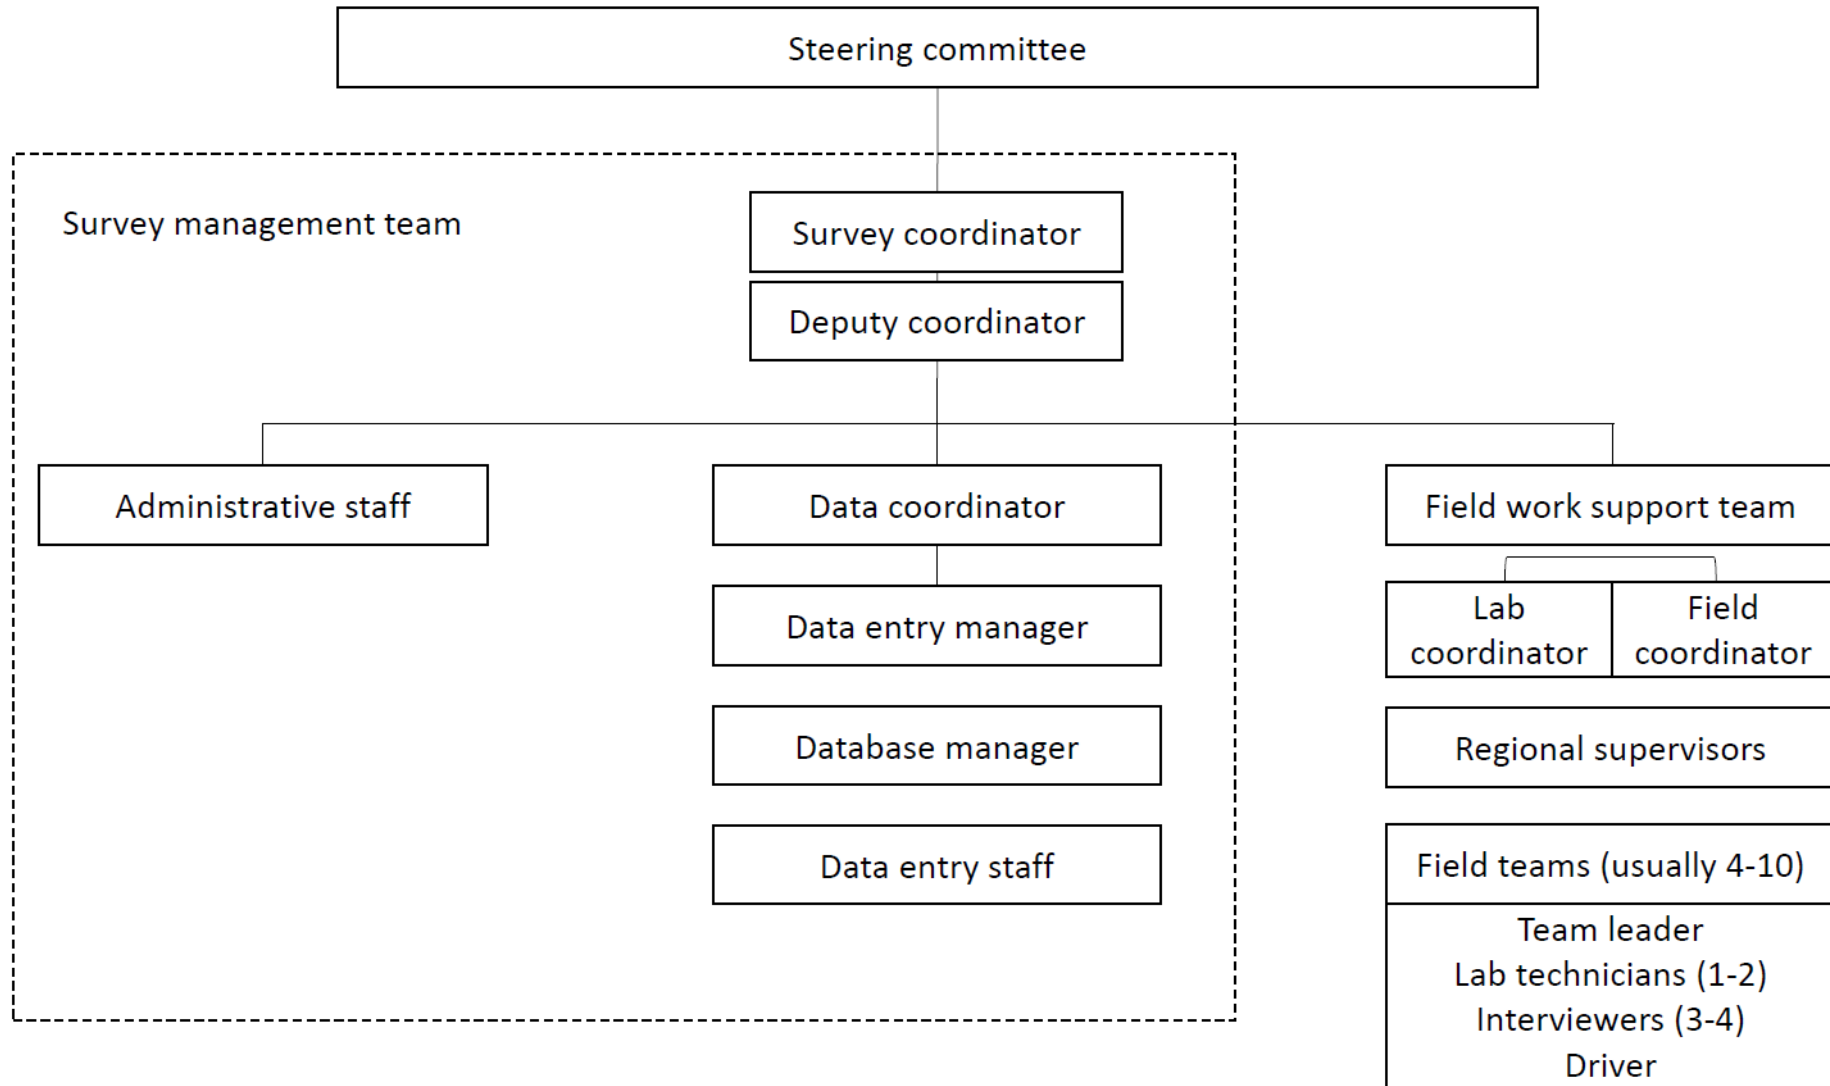 Steering committee
Survey management team
Survey coordinator
Deputy coordinator
Administrative staff
Data coordinator
Field work support team
Data entry manager
Lab
coordinator
Field
coordinator
Database manager
Regional supervisors
Data entry staff
Field teams (usually 4-10)
Team leader
Lab technicians (1-2)
Interviewers (3-4)
Driver